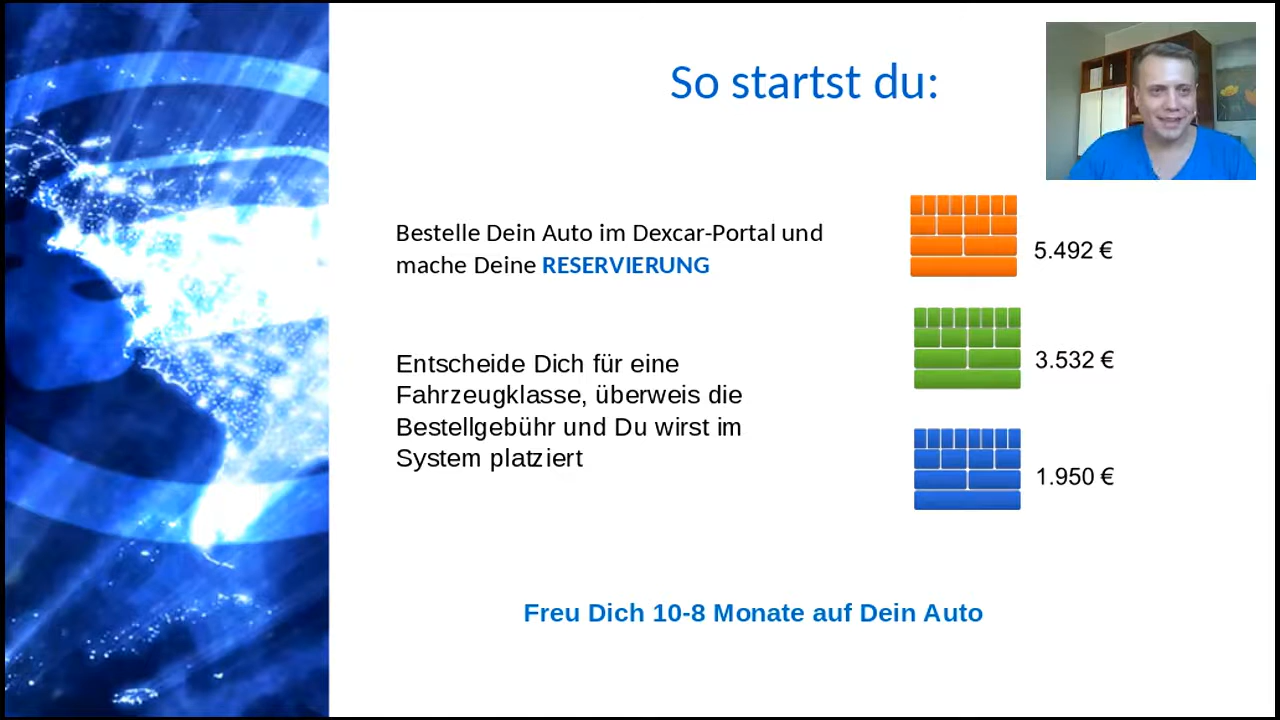 So startst du:
Bestelle Dein Auto im Dexcar-Portal und
mache Deine RESERVIERUNG
5.492 €
Entscheide Dich für eine
Fahrzeugklasse, überweis die
Bestellgebühr und Du wirst im
System platziert
3.532 €
1.950 €
Freu Dich 10-8 Monate auf Dein Auto